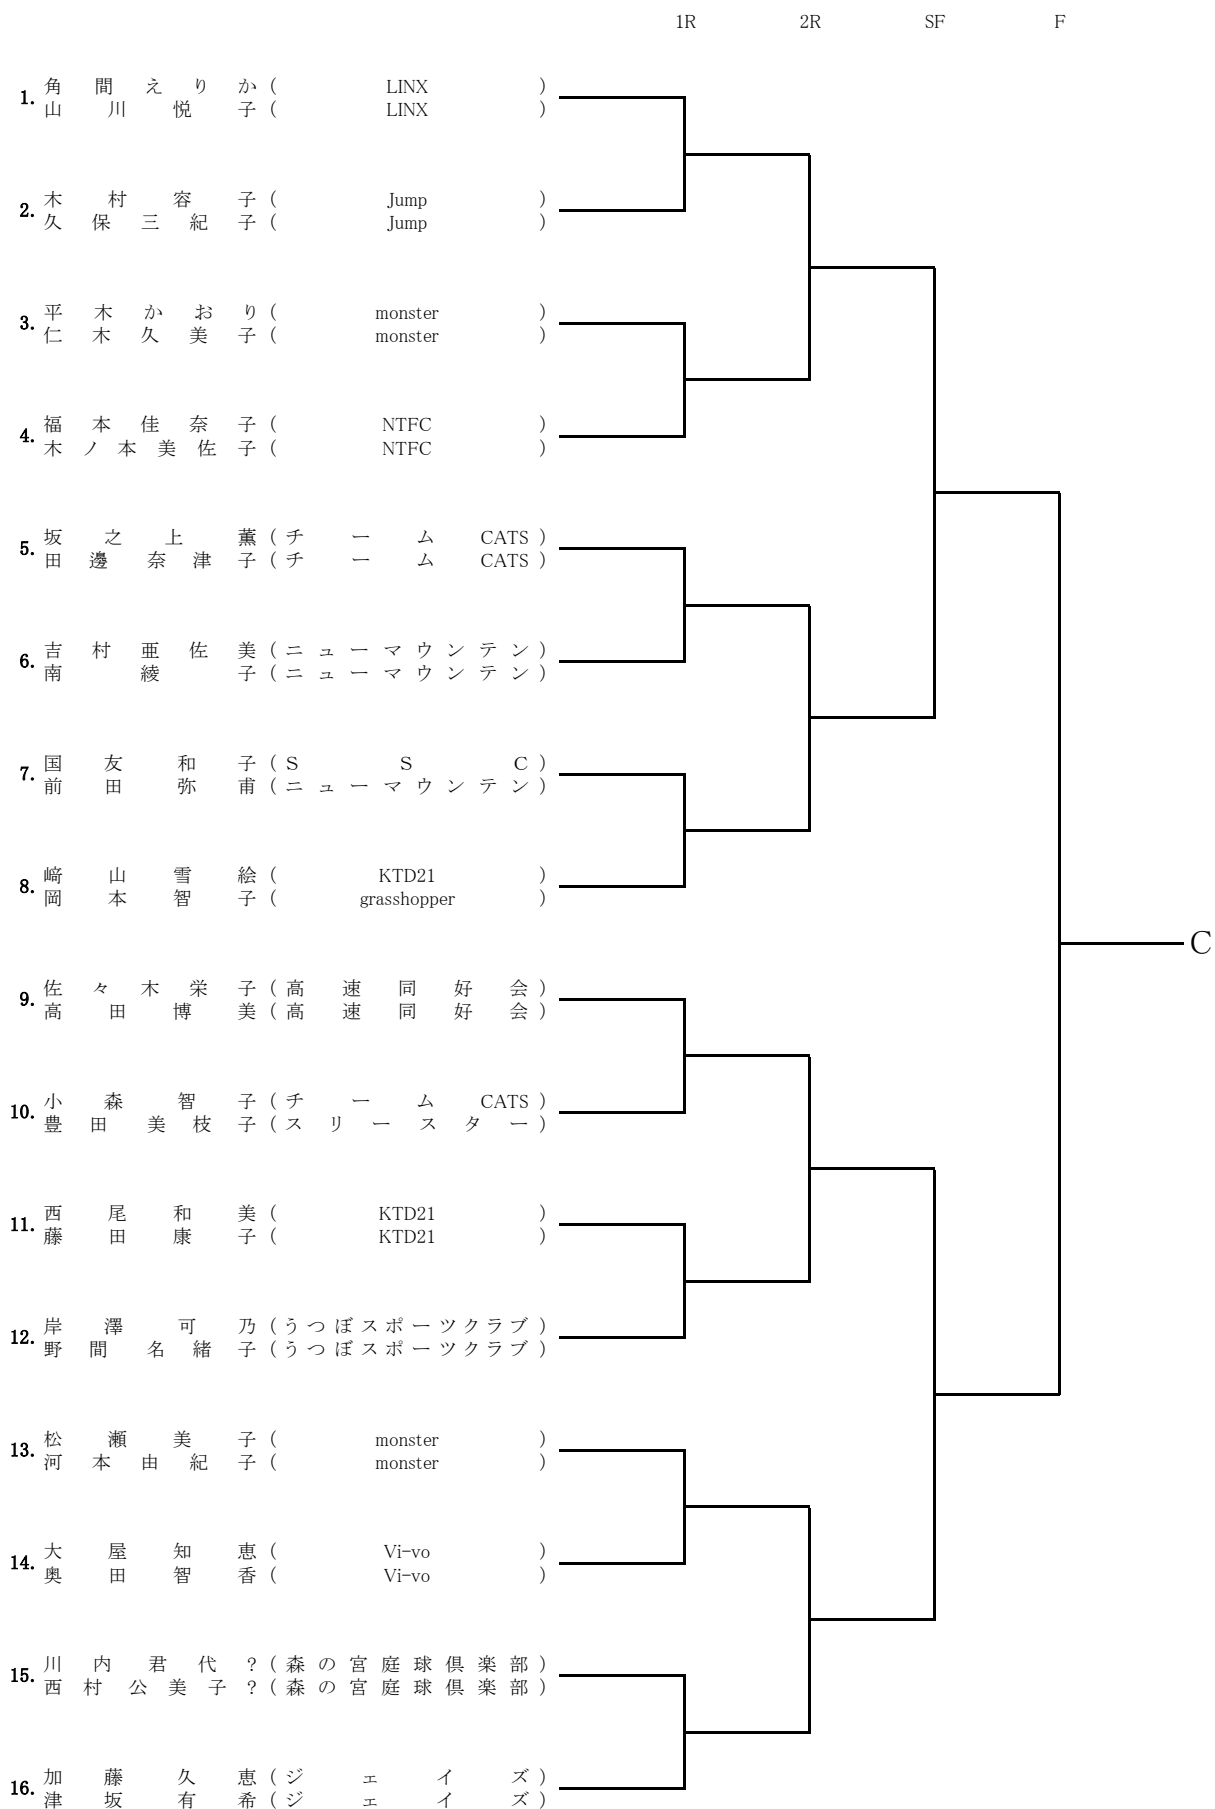 1R 2R SF F
1. 角間えりか(LINX)
山川悦子(LINX)
2. 木村容子(Jump)
久保三紀子(Jump)
3. 平木かおり(monster)
仁木久美子(monster)
4. 福本佳奈子(NTFC)
木ノ本美佐子(NTFC)
5. 坂之上薫(チームCATS)
田邊奈津子(チームCATS)
6. 吉村亜佐美(ニューマウンテン)
南綾子(ニューマウンテン)
7. 国友和子(SSC)
前田弥甫(ニューマウンテン)
8. 﨑山雪絵(KTD21)
岡本智子(grasshopper)
C
9. 佐々木栄子(高速同好会)
高田博美(高速同好会)
10. 小森智子(チームCATS)
豊田美枝子(スリースター)
11. 西尾和美(KTD21)
藤田康子(KTD21)
12. 岸澤可乃(うつぼスポーツクラブ)
野間名緒子(うつぼスポーツクラブ)
13. 松瀬美子(monster)
河本由紀子(monster)
14. 大屋知恵(Vi-vo)
奥田智香(Vi-vo)
15. 川内君代?(森の宮庭球倶楽部)
西村公美子?(森の宮庭球倶楽部)
16. 加藤久恵(ジェイズ)
津坂有希(ジェイズ)